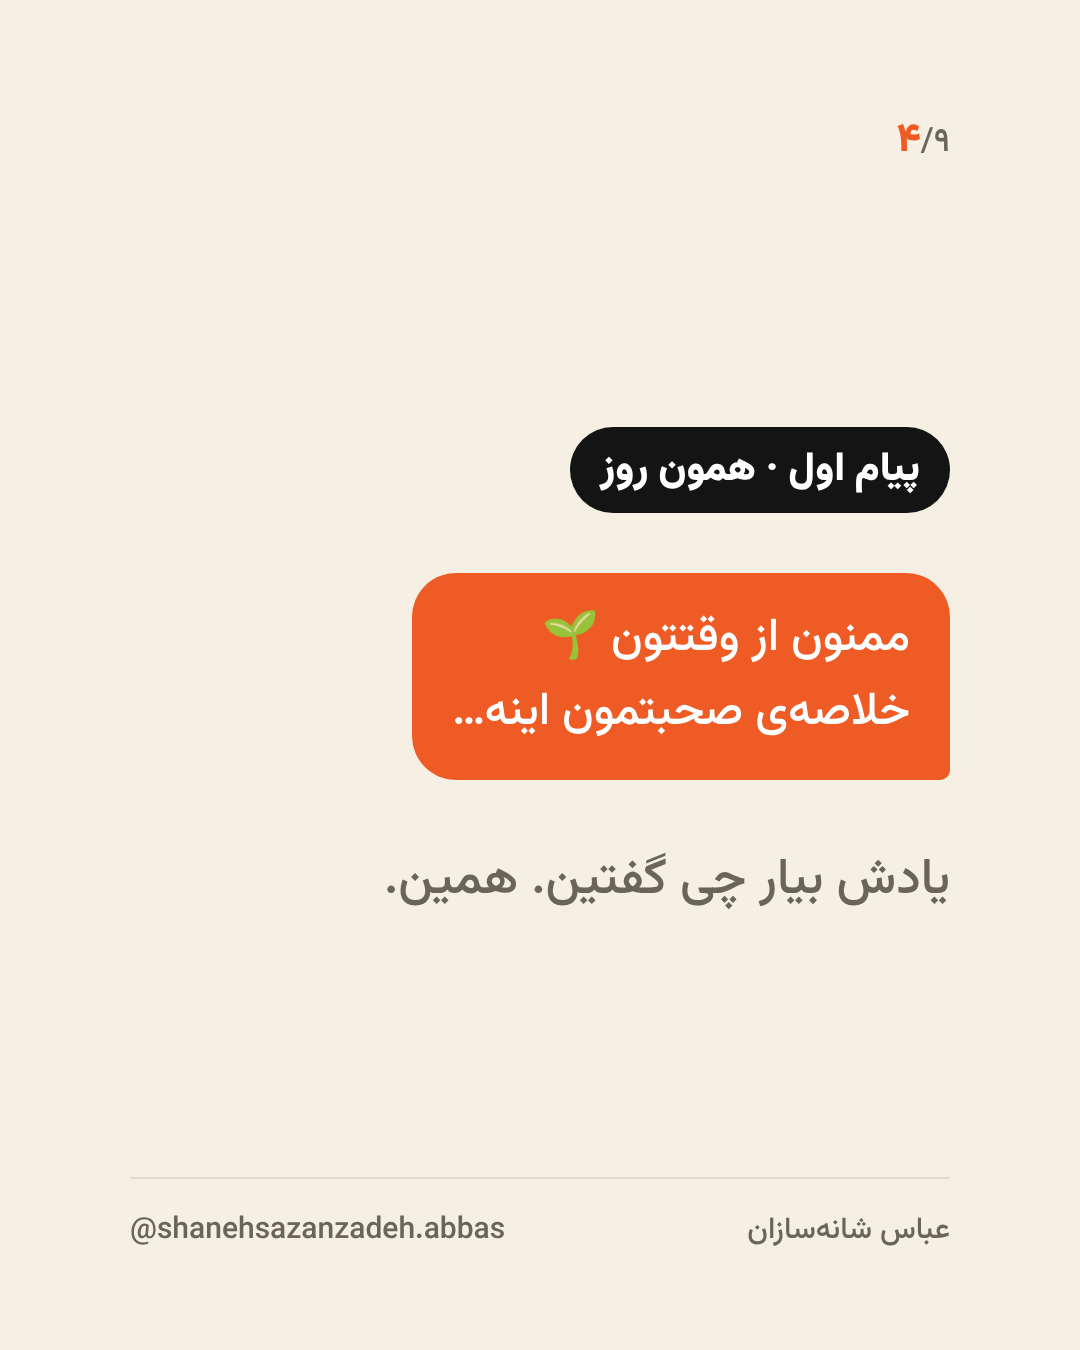 ۴/۹
پیام اول · همون روز
ممنون از وقتتون 🌱
خلاصه‌ی صحبتمون اینه...
یادش بیار چی گفتین. همین.
عباس شانه‌سازان
@shanehsazanzadeh.abbas